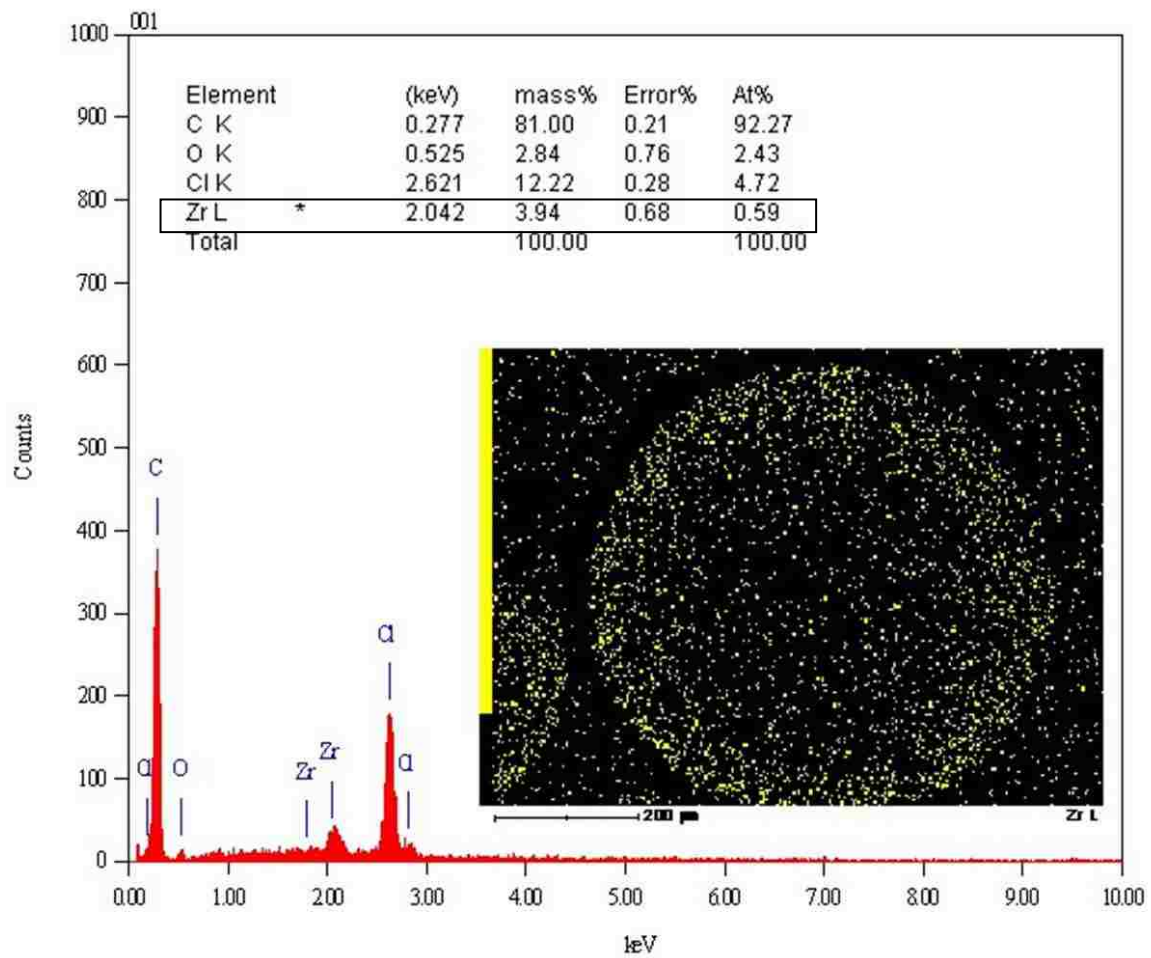 001
1000
900
800
700
600
500
400
300
200
100
0
Counts
Element (keV) mass% Error% At%
C K 0.277 81.00 0.21 92.27
O K 0.525 2.84 0.76 2.43
Cl K 2.621 12.22 0.28 4.72
Zr L * 2.042 3.94 0.68 0.59
Total 100.00 100.00
C
Cl
O
Zr
Zr
Cl
Cl
200 µm
Zr L
0.00 1.00 2.00 3.00 4.00 5.00 6.00 7.00 8.00 9.00 10.00
keV